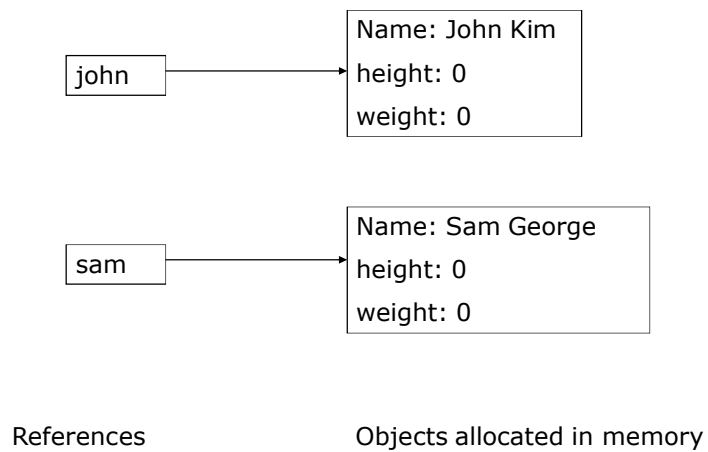 john
Name: John Kim
height: 0
weight: 0
sam
Name: Sam George
height: 0
weight: 0
References
Objects allocated in memory